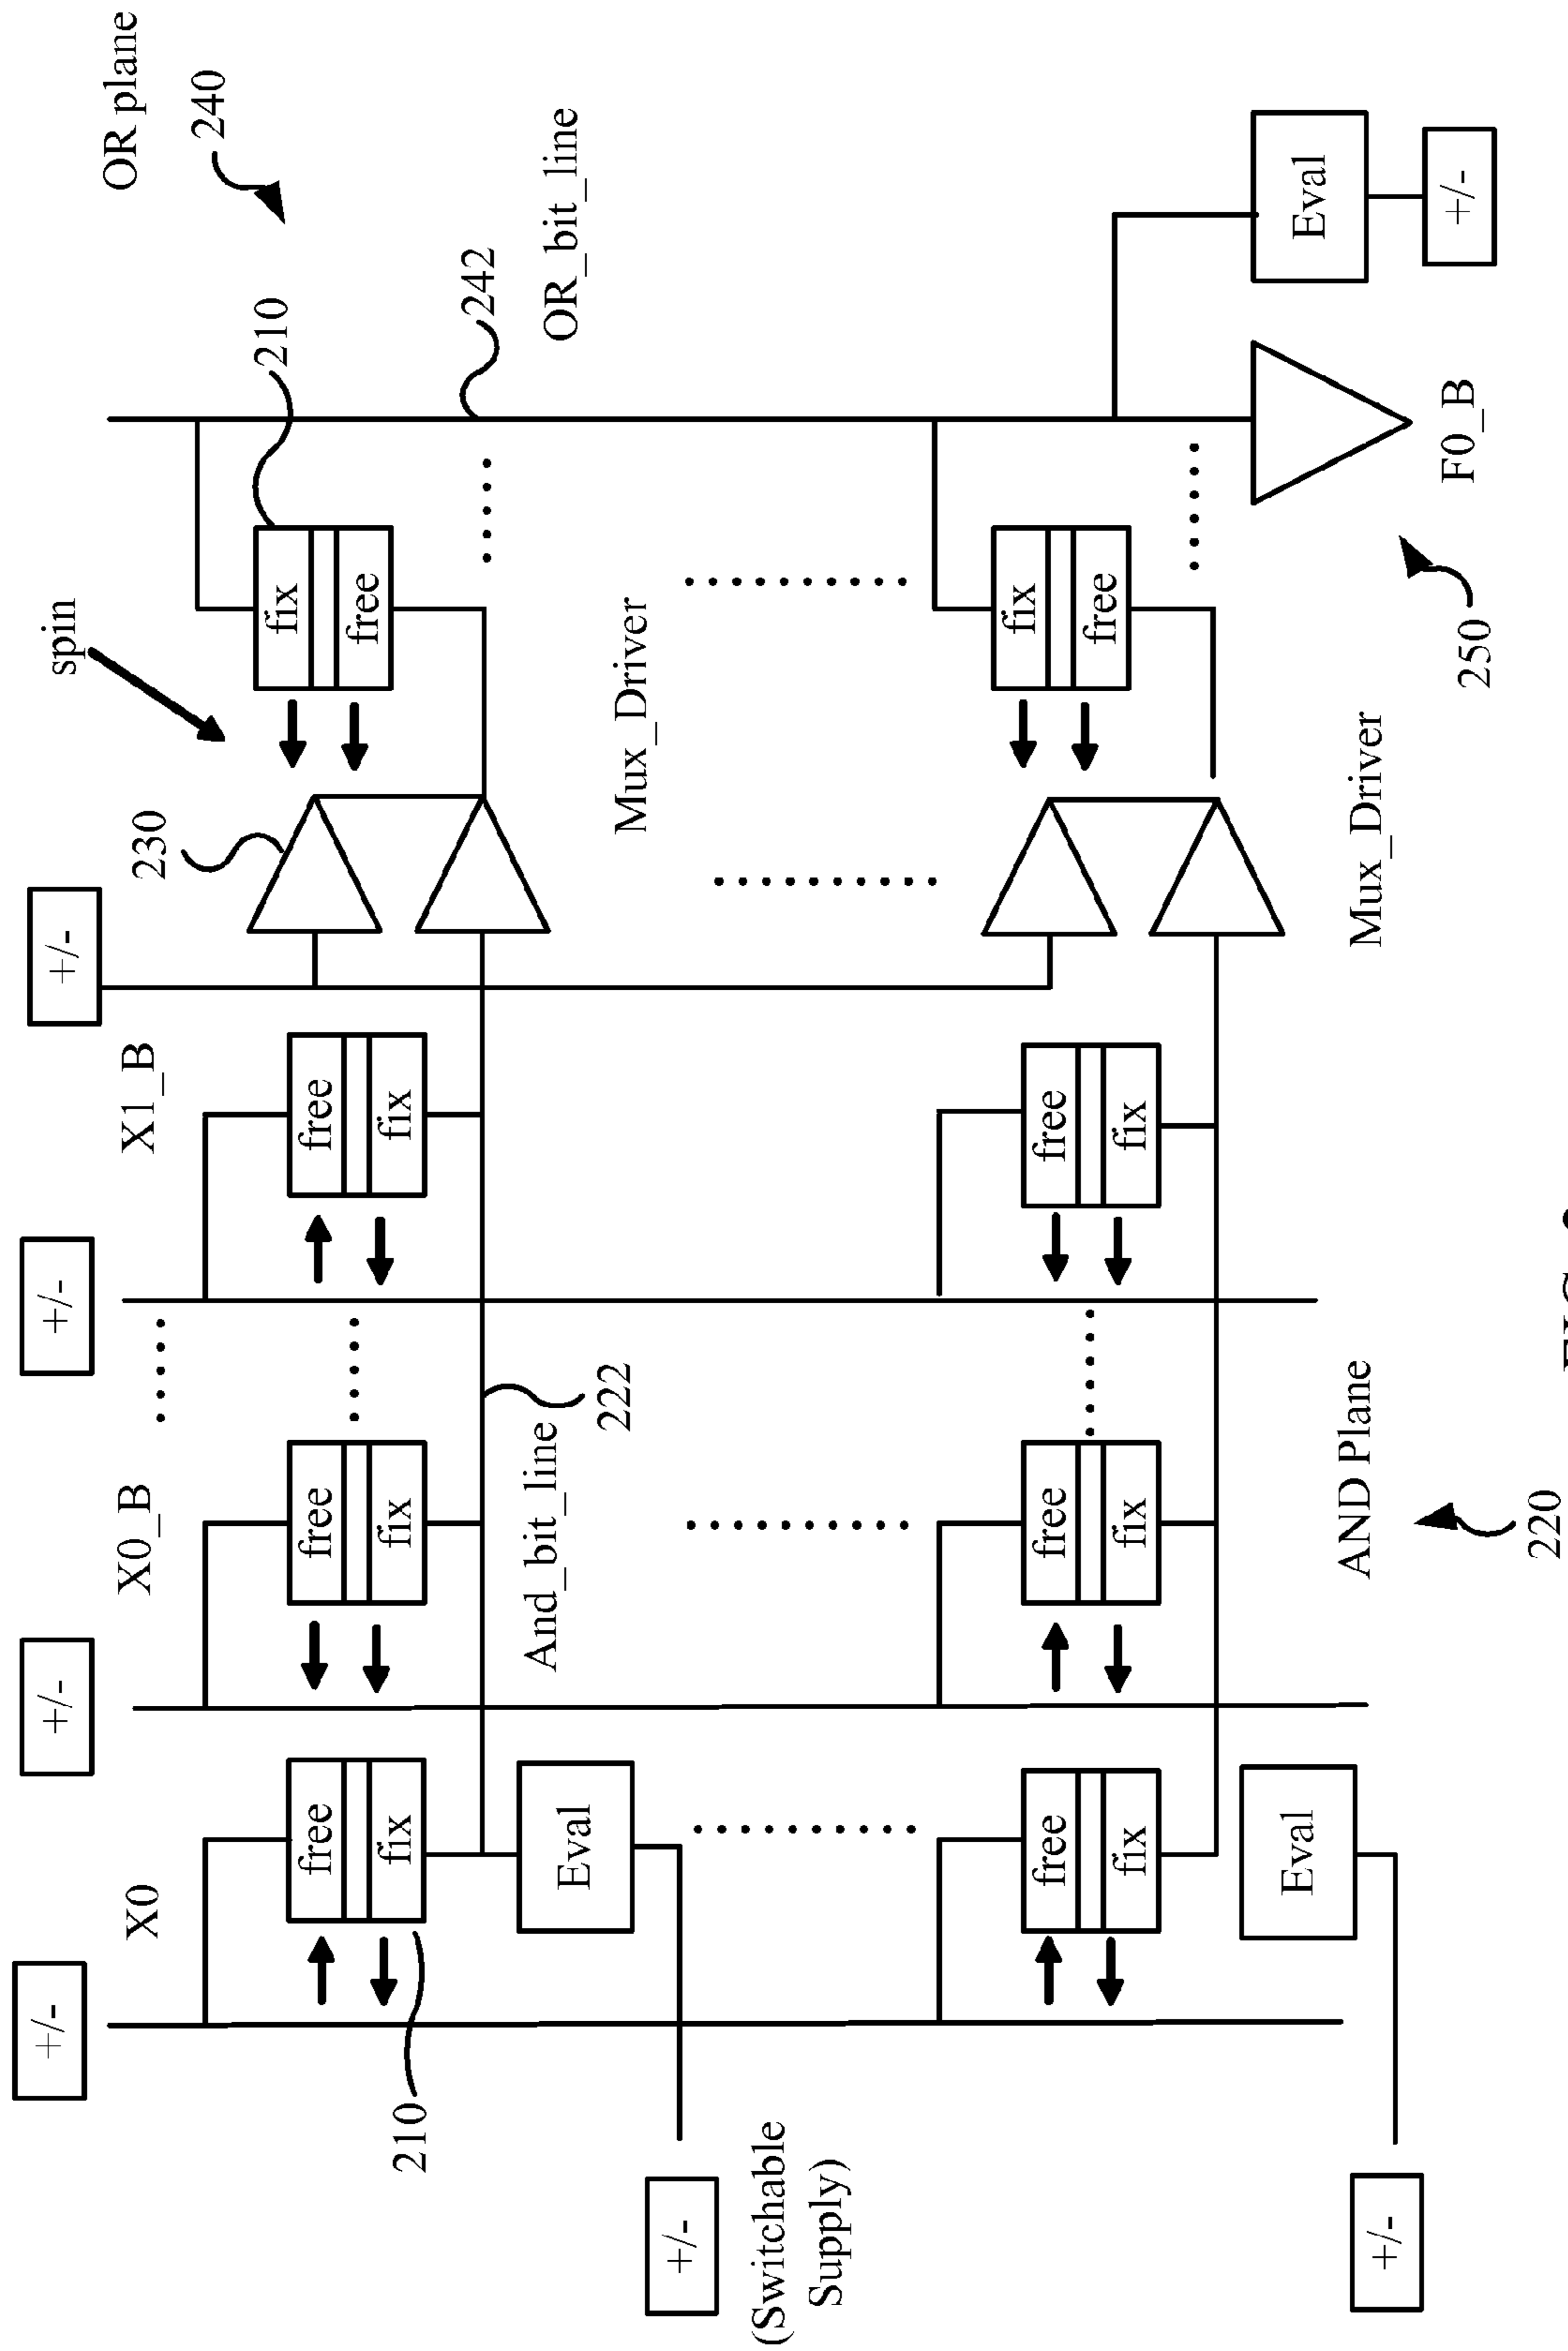 +/-
+/-
+/-
+/-
spin
OR plane
X0
X0_B
X1_B
230
240
210
fix
free
free
fix
free
fix
free
fix
210
242
OR_bit_line
And_bit_line
222
Eval
Mux_Driver
+/-
(Switchable
Supply)
free
fix
free
fix
free
fix
fix
free
Eval
Eval
+/-
+/-
AND Plane
220
Mux_Driver
F0_B
250